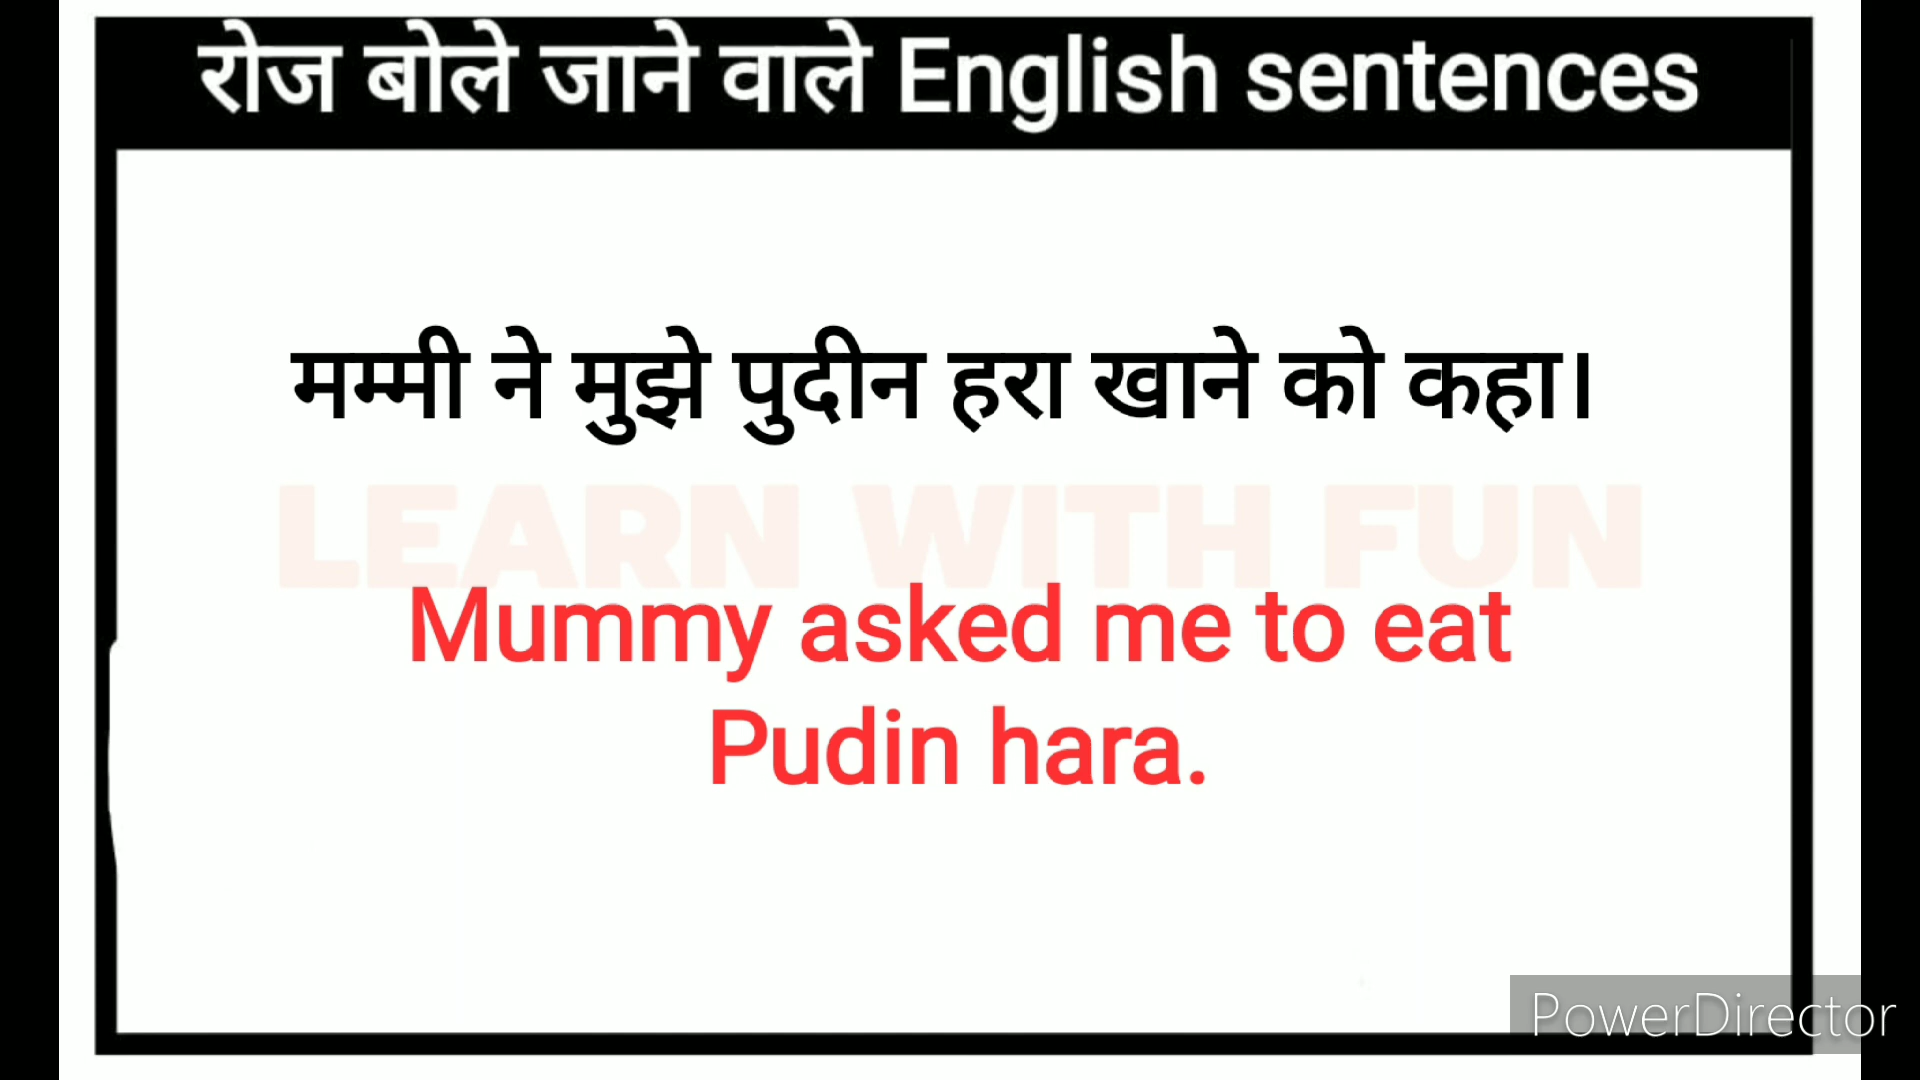 रोज बोले जाने वाले English sentences
मम्मी ने मुझे पुदीन हरा खाने को कहा।
LEARN WITH FUN
Mummy asked me to eat
Pudin hara.
PowerDirector